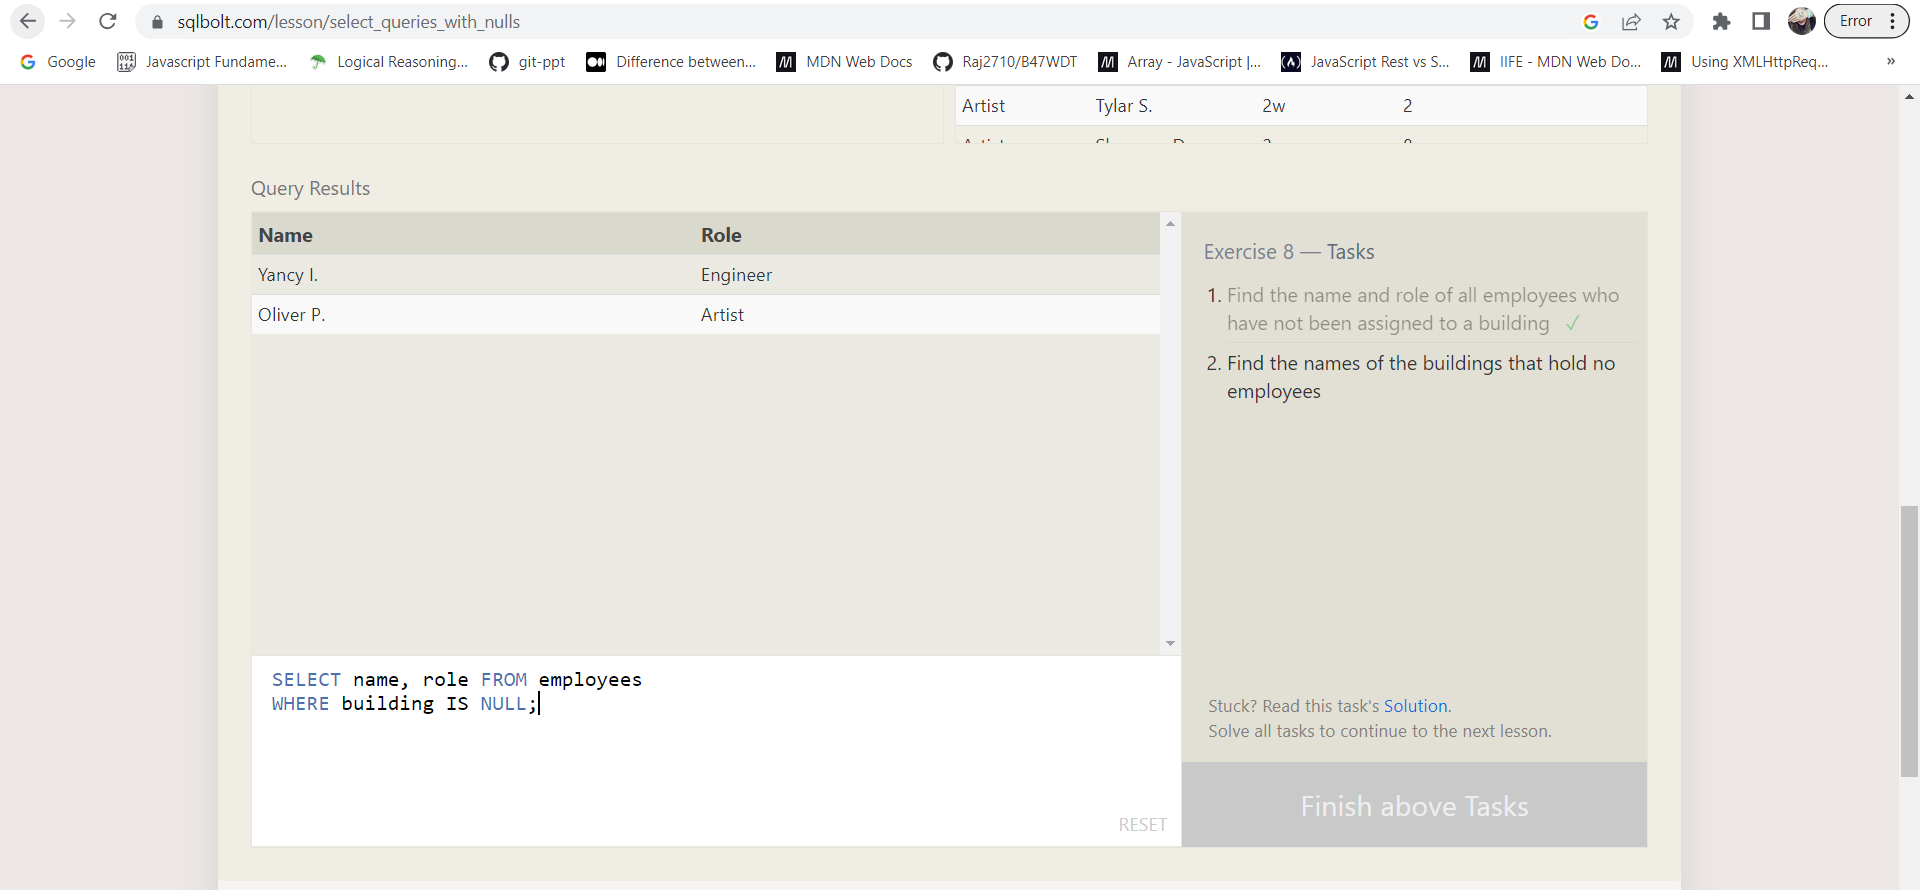 sqlbolt.com/lesson/select_queries_with_nulls
Error
Google
Javascript Fundame...
Logical Reasoning...
git-ppt
Difference between...
MDN Web Docs
Raj2710/B47WDT
Array - JavaScript |...
JavaScript Rest vs S...
IIFE - MDN Web Do...
Using XMLHttpReq...
»
Artist Tylar S. 2w 2
Query Results
Name Role
Yancy I. Engineer
Oliver P. Artist
Exercise 8 — Tasks
1. Find the name and role of all employees who
have not been assigned to a building ✓
2. Find the names of the buildings that hold no
employees
SELECT name, role FROM employees
WHERE building IS NULL;
RESET
Stuck? Read this task's Solution.
Solve all tasks to continue to the next lesson.
Finish above Tasks